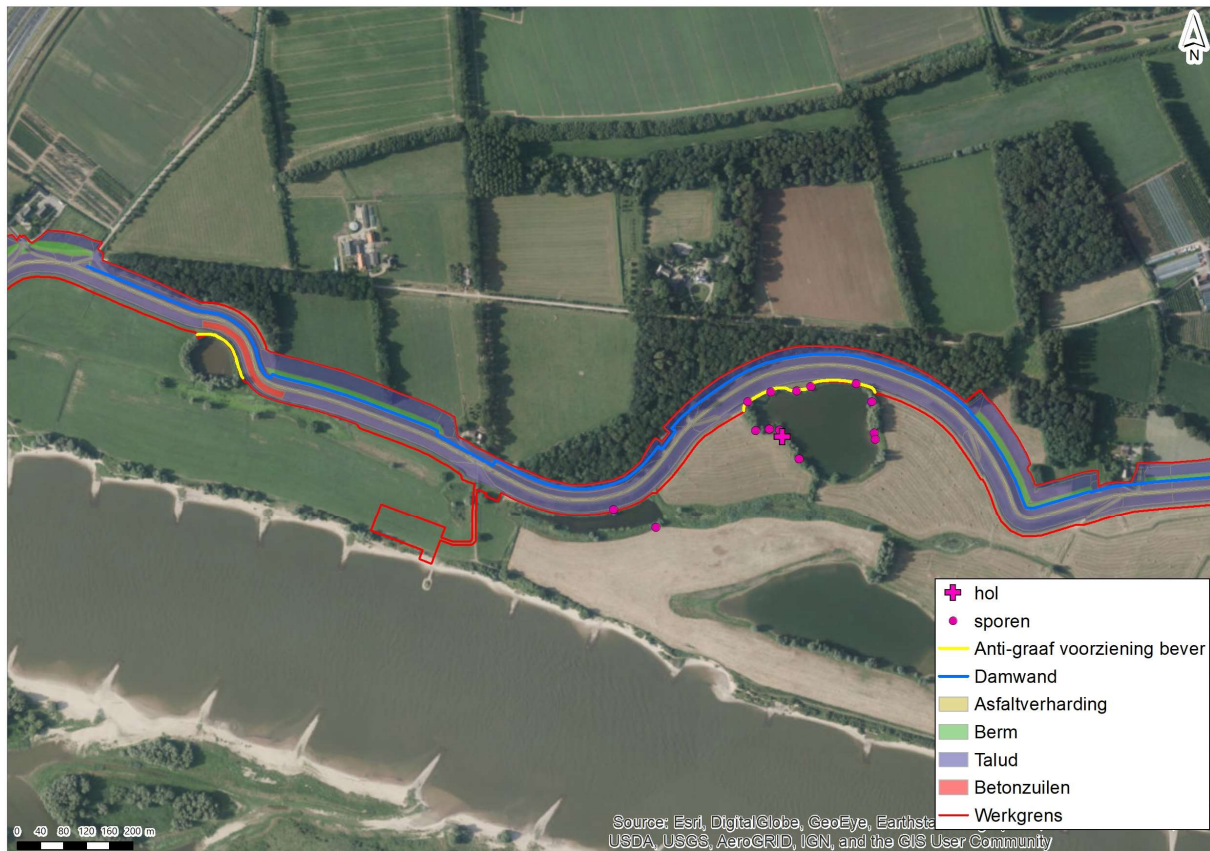 N
hol
sporen
Anti-graaf voorziening bever
Damwand
Asfaltverharding
Berm
Talud
Betonzuilen
Werkgrens
0 40 80 120 160 200 m
Source: Esri, DigitalGlobe, GeoEye,
USDA, USGS, AeroGRID, IGN, and the GIS User Community